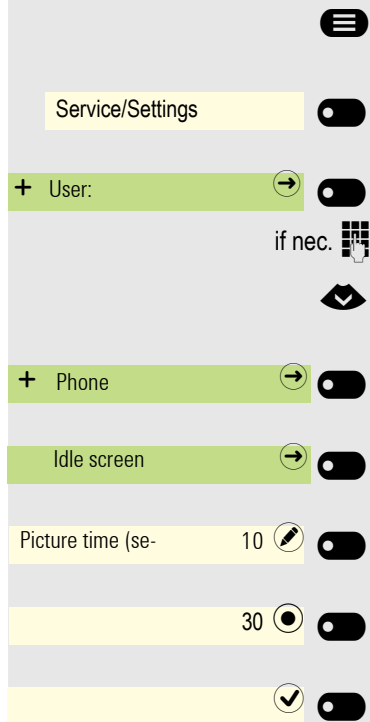 Service/Settings
+ User:
if nec.
+ Phone
Idle screen
Picture time (se- 10
30